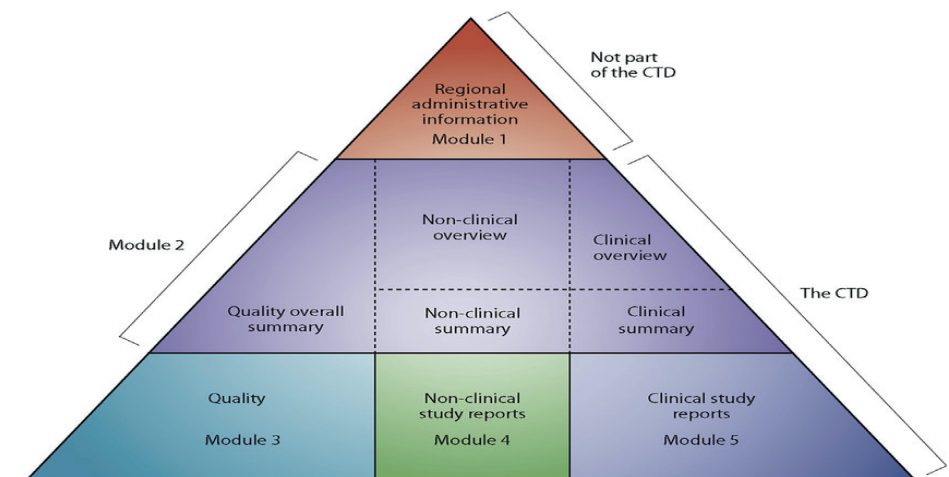 Not part
of the CTD
Regional
administrative
information
Module 1
Module 2
Non-clinical
overview
Clinical
overview
The CTD
Quality overall
summary
Non-clinical
summary
Clinical
summary
Quality
Module 3
Non-clinical
study reports
Module 4
Clinical study
reports
Module 5